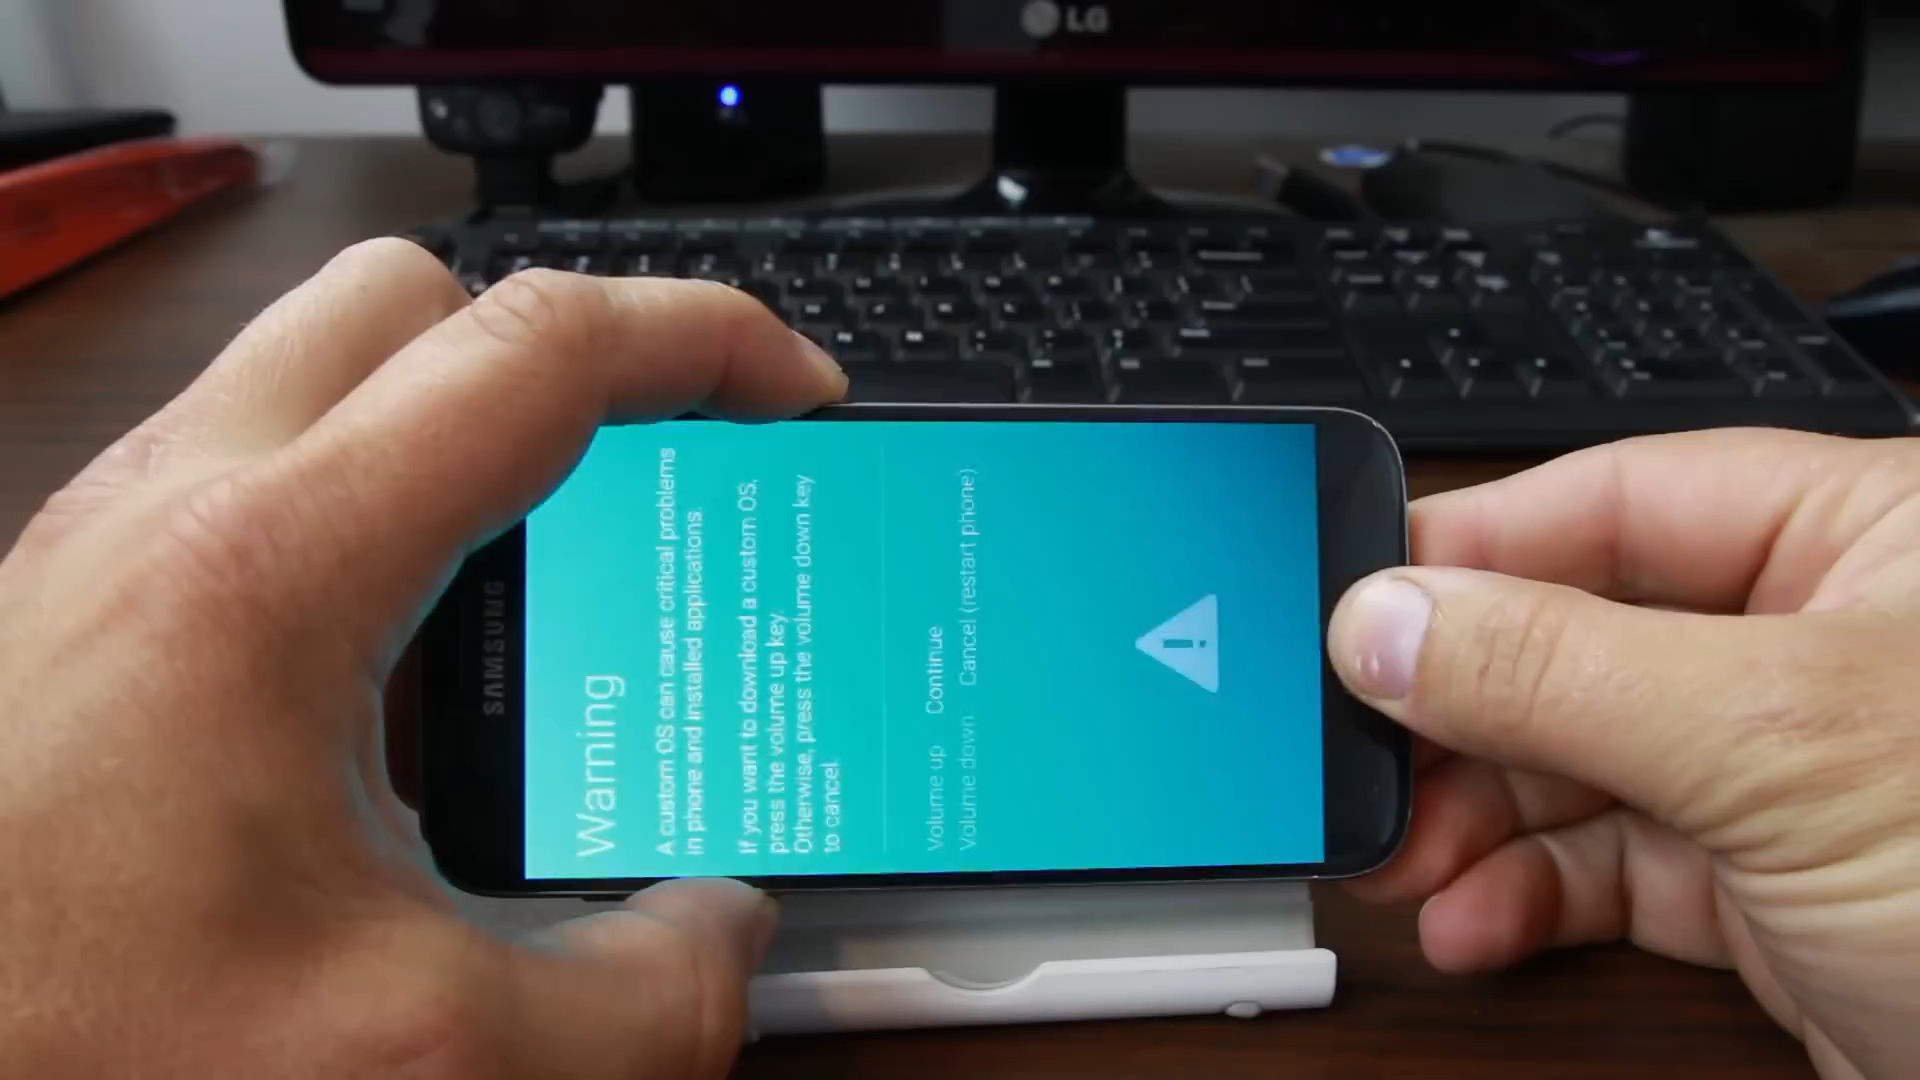 LG
SAMSUNG
Warning
A custom OS can cause critical problems
in phone and installed applications.
If you want to download a custom OS,
press the volume up key.
Otherwise, press the volume down key
to cancel.
Volume up Continue
Volume down Cancel (restart phone)